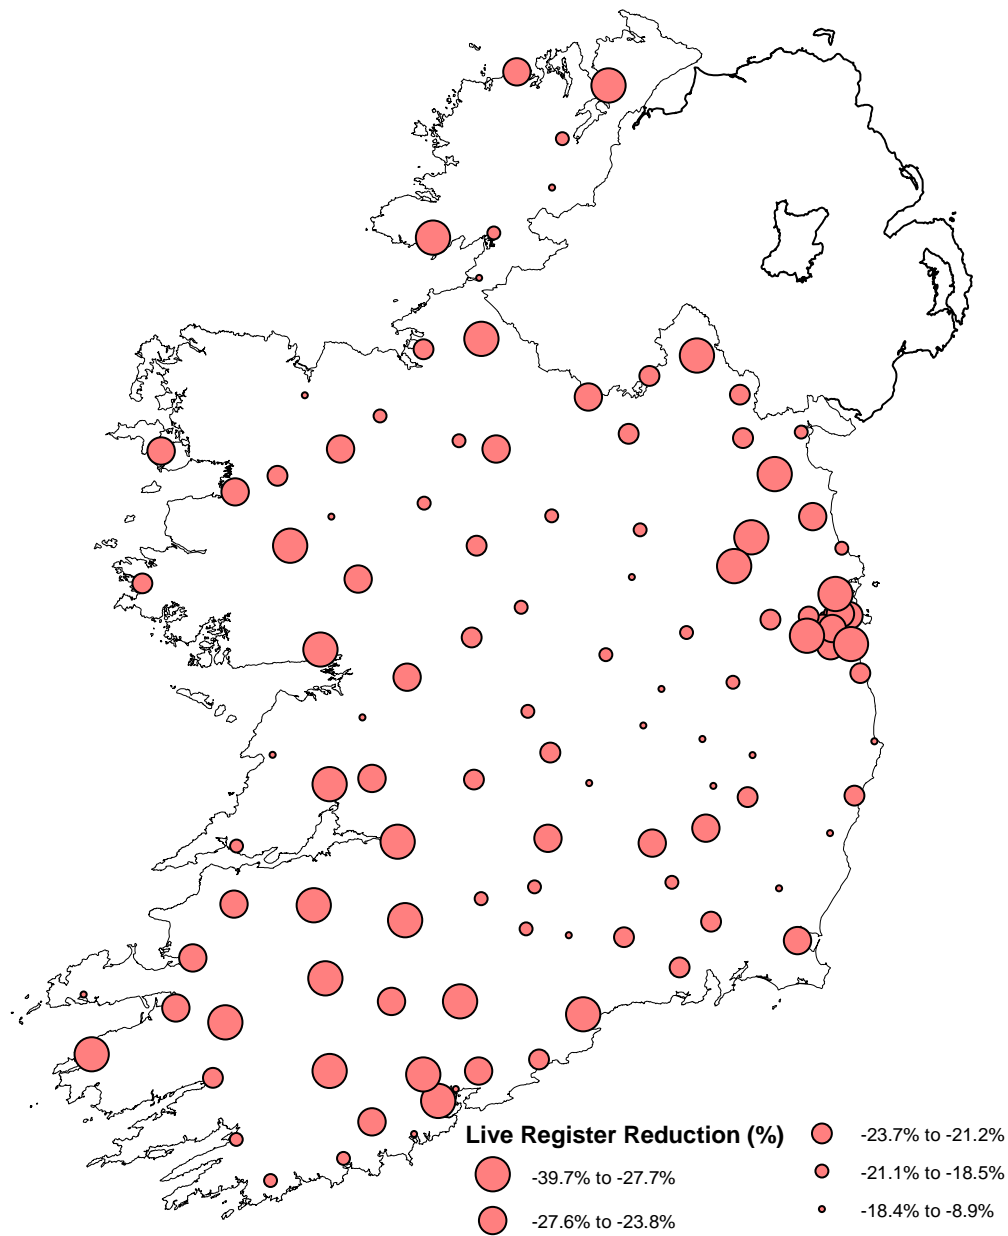 Live Register Reduction (%)
-39.7% to -27.7%
-27.6% to -23.8%
-23.7% to -21.2%
-21.1% to -18.5%
-18.4% to -8.9%